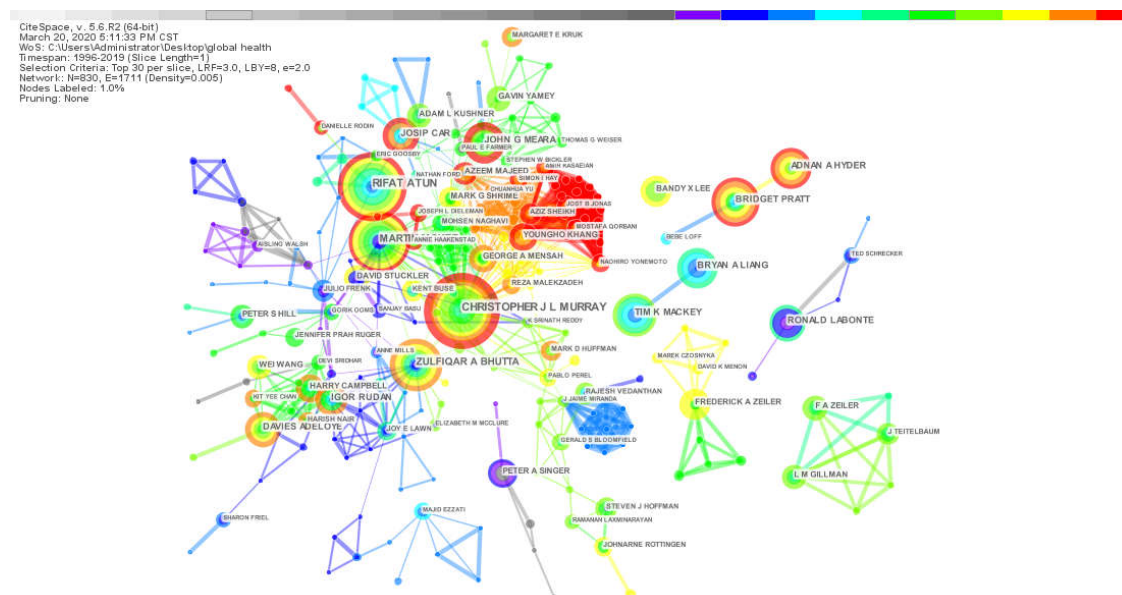 CiteSpace, v. 5.6.R2 (64-bit)
March 20, 2020 5:11:33 PM CST
WoS: C:\Users\Administrator\Desktop\global health
Timespan: 1996-2019 (Slice Length=1)
Selection Criteria: Top 30 per slice, LRF=3.0, LBY=8, e=2.0
Network: N=830, E=1711 (Density=0.005)
Nodes Labeled: 1.0%
Pruning: None
MARGARET E KRUK
GAVIN YAMEY
ADAM L KUSHNER
DANIELLE RODIN
JOSIP CAR
JOHN G MEARA
THOMAS G WEISER
PAUL E FARMER
ERIC GOOSBY
STEPHEN W BICKLER
AMIR KASAEIAN
ADNAN A HYDER
NATHAN FORD
AZEEM MAJEED
SIMON I HAY
RIFAT ATUN
CHUANHUA YU
BANDY X LEE
MARK G SHRIME
BRIDGET PRATT
JOST B JONAS
JOSEPH L DIELEMAN
AZIZ SHEIKH
MOHSEN NAGHAVI
MOSTAFA QORBANI
YOUNGHO KHANG
BEBE LOFF
MARTIN
ANNIE HAAKENSTAD
AISLING WALSH
TED SCHRECKER
GEORGE A MENSAH
NAOHIRO YONEMOTO
BRYAN A LIANG
DAVID STUCKLER
REZA MALEKZADEH
JULIO FRENK
KENT BUSE
CHRISTOPHER J L MURRAY
SANJAY BASU
GORIK OOMS
TIM K MACKEY
PETER S HILL
RONALD LABONTE
K SRINATH REDDY
JENNIFER PRAH RUGER
ANNE MILLS
MARK D HUFFMAN
MAREK CZOSNYKA
DEVI SRIDHAR
ZULFIQAR A BHUTTA
WEI WANG
DAVID K MENON
PABLO PEREL
HARRY CAMPBELL
RAJESH VEDANTHAN
KIT YEE CHAN
IGOR RUDAN
J JAIME MIRANDA
FREDERICK A ZEILER
F A ZEILER
HARISH NAIR
ELIZABETH M MCCLURE
DAVIES ADELOYE
JOY E LAWN
J TEITELBAUM
GERALD S BLOOMFIELD
PETER A SINGER
L M GILLMAN
STEVEN J HOFFMAN
MAJID EZZATI
SHARON FRIEL
RAMANAN LAXMINARAYAN
JOHNARNE ROTTINGEN